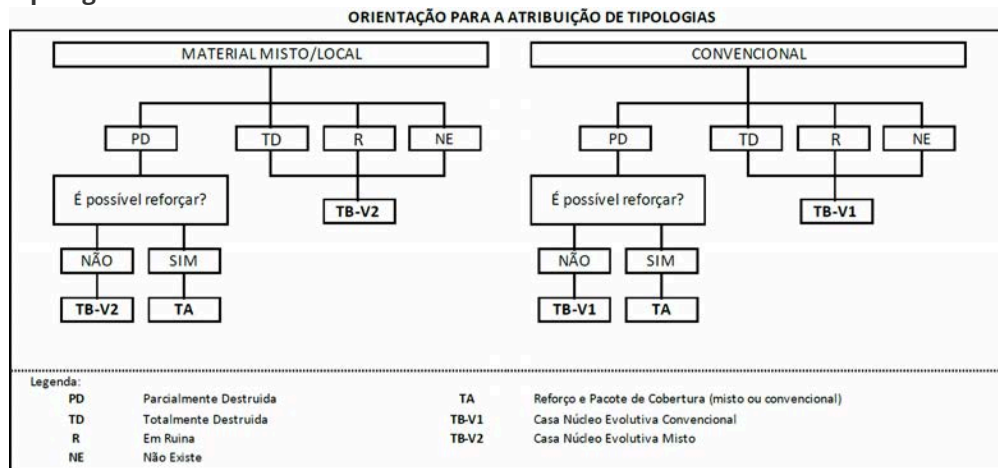 ORIENTAÇÃO PARA A ATRIBUIÇÃO DE TIPOLOGIAS
MATERIAL MISTO/LOCAL
PD TD R NE
É possível reforçar?
TB-V2
NÃO SIM
TB-V2 TA
CONVENCIONAL
PD TD R NE
É possível reforçar?
TB-V1
NÃO SIM
TB-V1 TA
Legenda:
PD Parcialmente Destruida
TD Totalmente Destruida
R Em Ruina
NE Não Existe
TA Reforço e Pacote de Cobertura (misto ou convencional)
TB-V1 Casa Núcleo Evolutiva Convencional
TB-V2 Casa Núcleo Evolutiva Misto